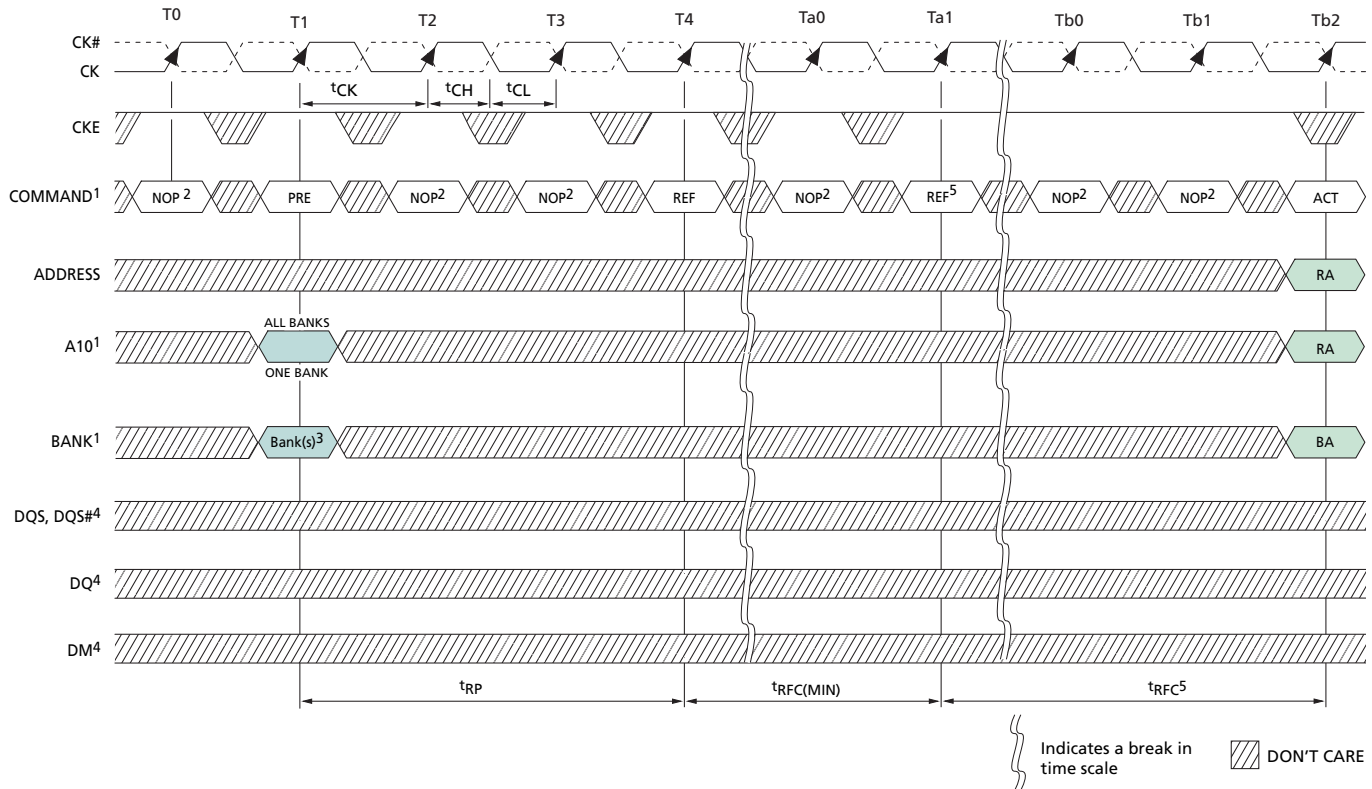 T0 T1 T2 T3 T4 Ta0 Ta1 Tb0 Tb1 Tb2
CK#
CK
tCK tCH tCL
CKE
COMMAND1 NOP 2 PRE NOP2 NOP2 REF NOP2 REF5 NOP2 NOP2 ACT
ADDRESS RA
ALL BANKS
A101 RA
ONE BANK
BANK1 Bank(s)3 BA
DQS, DQS#4
DQ4
DM4
tRP tRFC(MIN) tRFC5
Indicates a break in
time scale
DON'T CARE